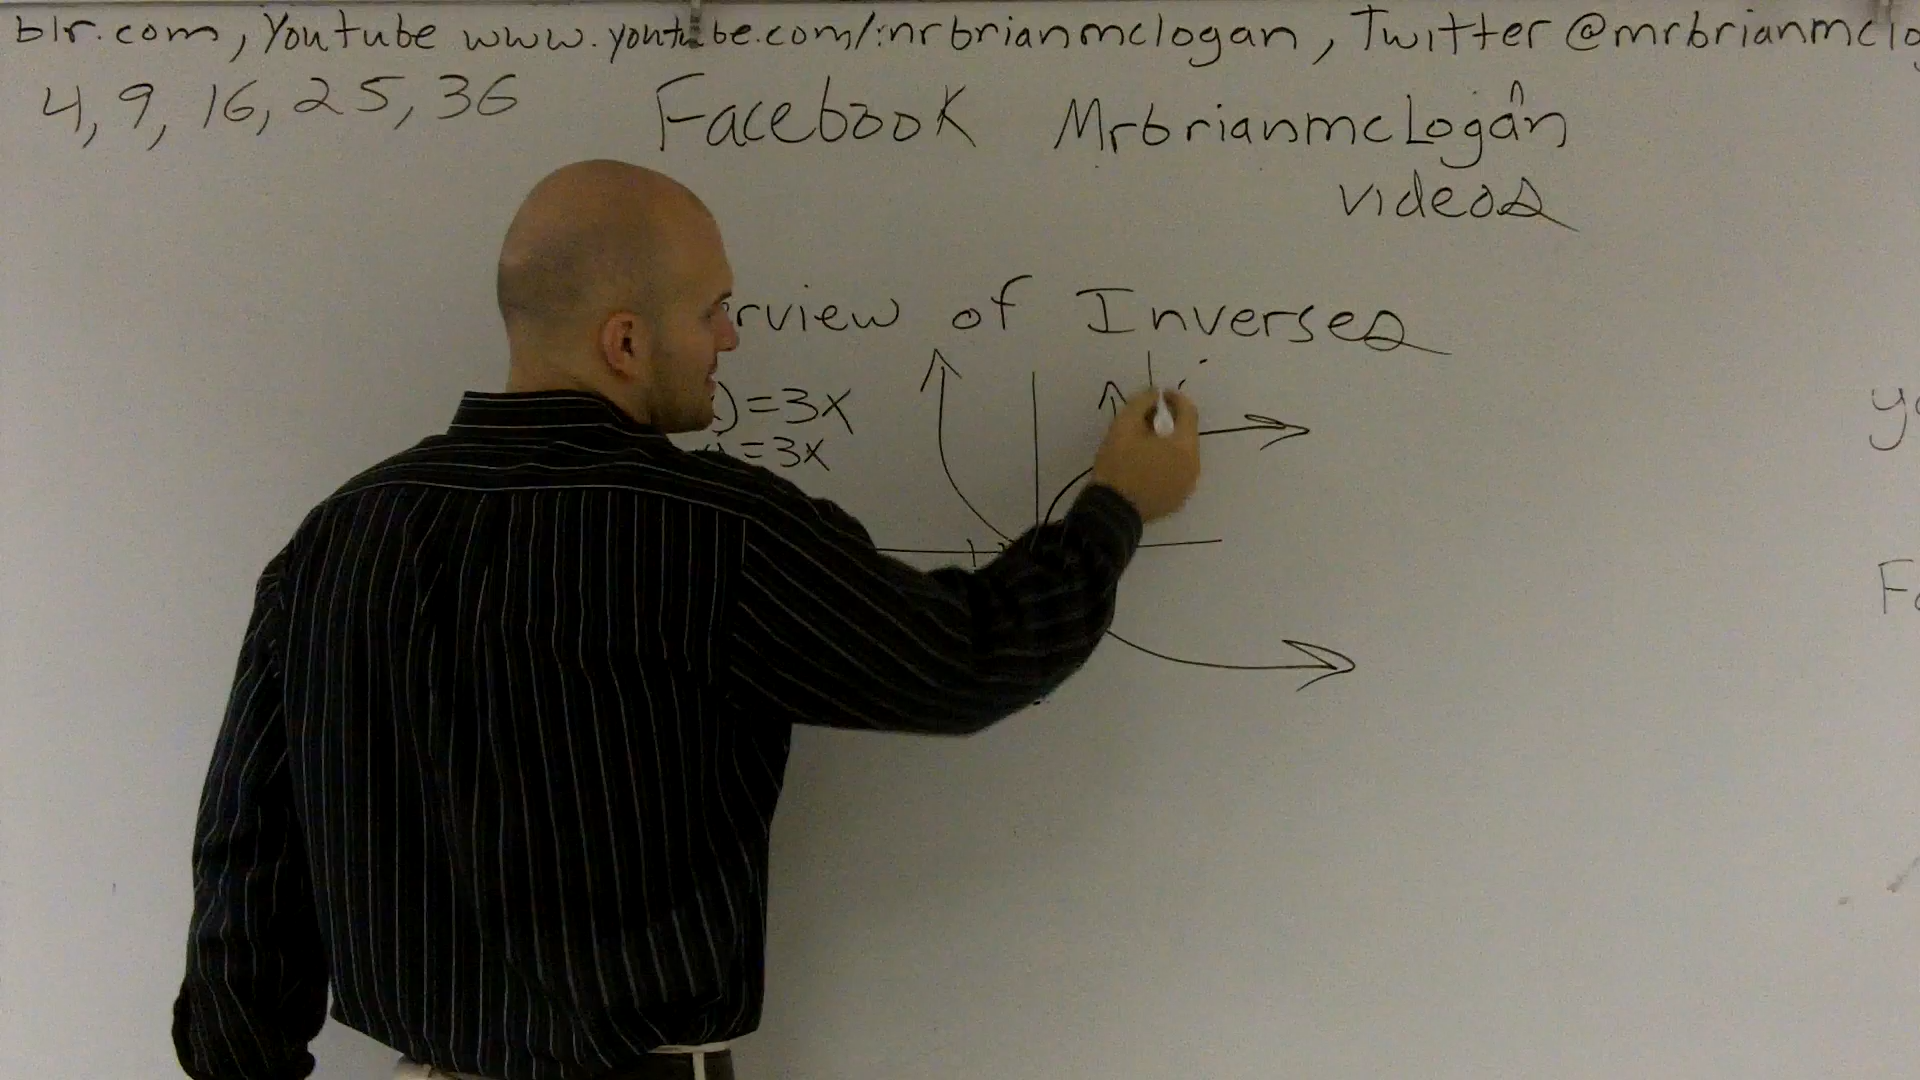 blr.com, Youtube www.youtube.com/mrbrianmclogan, Twitter @mrbrianmclo
4, 9, 16, 25, 36 Facebook MrbrianmcLogan
videos
rview of Inverses
) = 3x
) = 3x